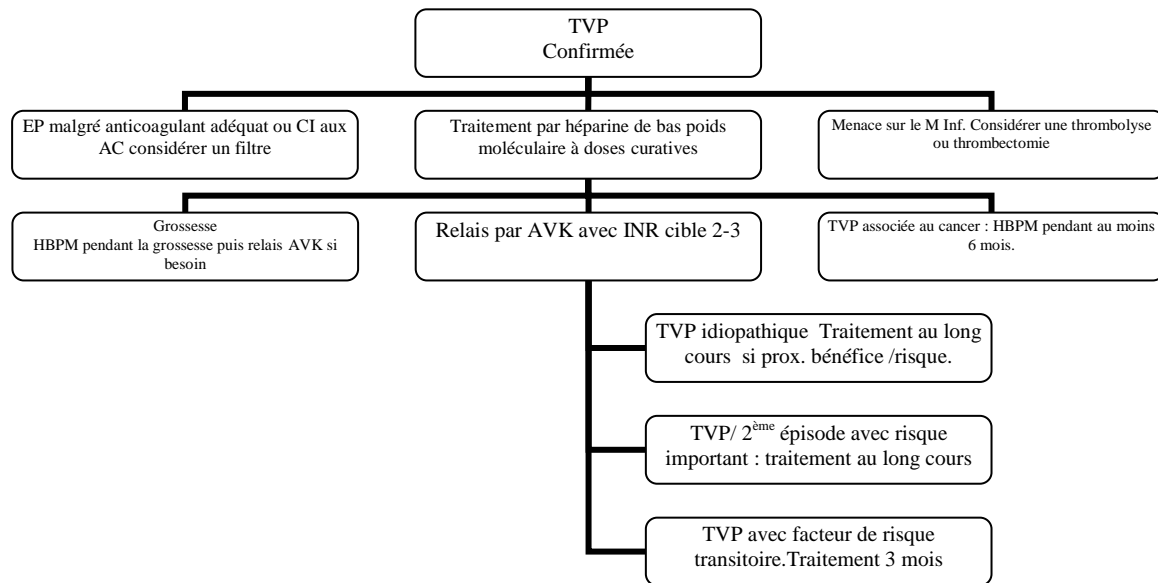 TVP
Confirmée
EP malgré anticoagulant adéquat ou CI aux
AC considérer un filtre
Traitement par héparine de bas poids
moléculaire à doses curatives
Menace sur le M Inf. Considérer une thrombolyse
ou thrombectomie
Grossesse
HBPM pendant la grossesse puis relais AVK si
besoin
Relais par AVK avec INR cible 2-3
TVP associée au cancer : HBPM pendant au moins
6 mois.
TVP idiopathique Traitement au long
cours si prox. bénéfice /risque.
TVP/ 2ème épisode avec risque
important : traitement au long cours
TVP avec facteur de risque
transitoire.Traitement 3 mois